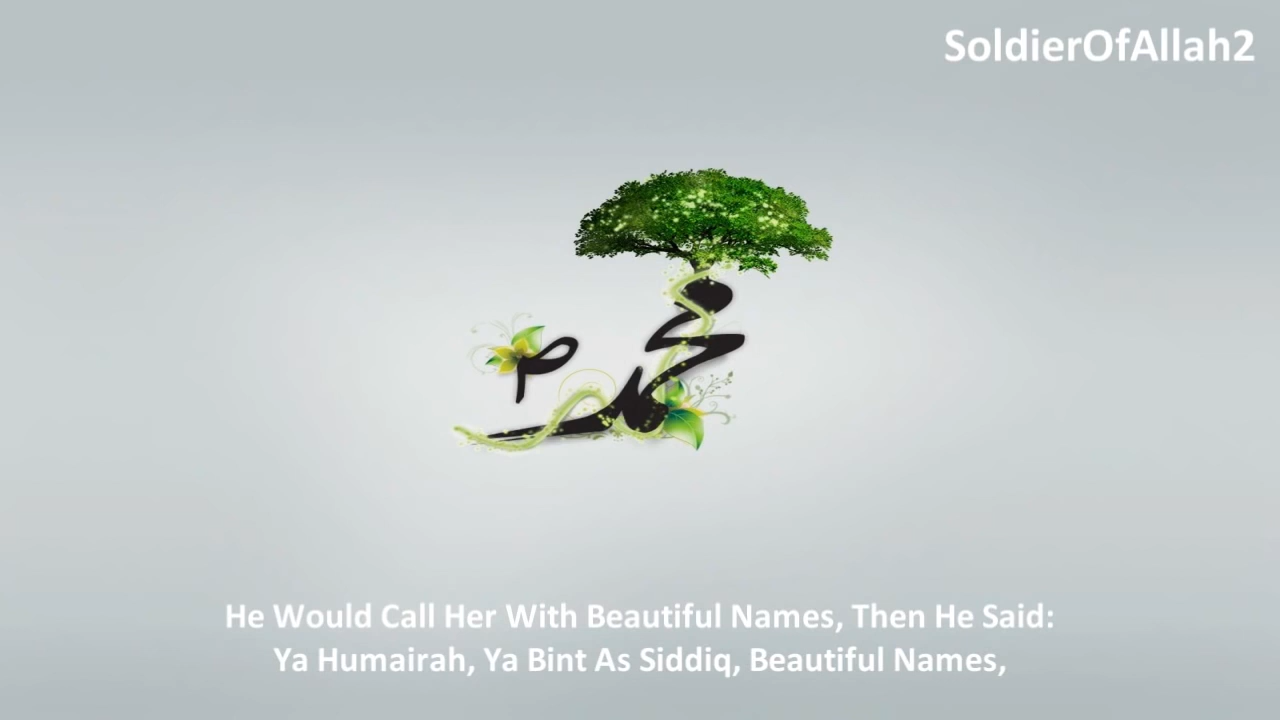 SoldierOfAllah2
محمد
He Would Call Her With Beautiful Names, Then He Said:
Ya Humairah, Ya Bint As Siddiq, Beautiful Names,